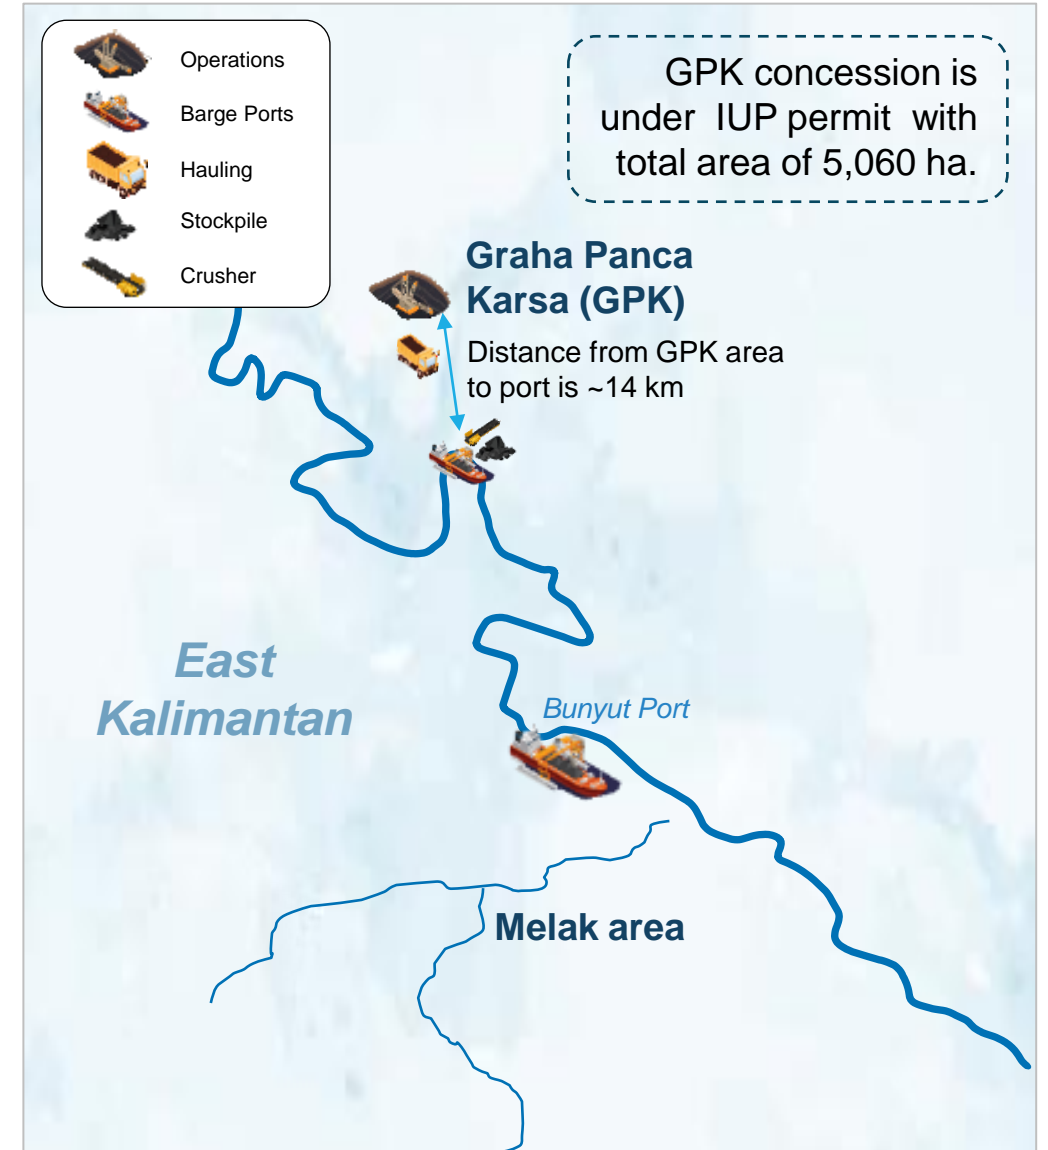 Operations
Barge Ports
Hauling
Stockpile
Crusher
GPK concession is
under IUP permit with
total area of 5,060 ha.
Graha Panca
Karsa (GPK)
Distance from GPK area
to port is ~14 km
East
Kalimantan
Bunyut Port
Melak area